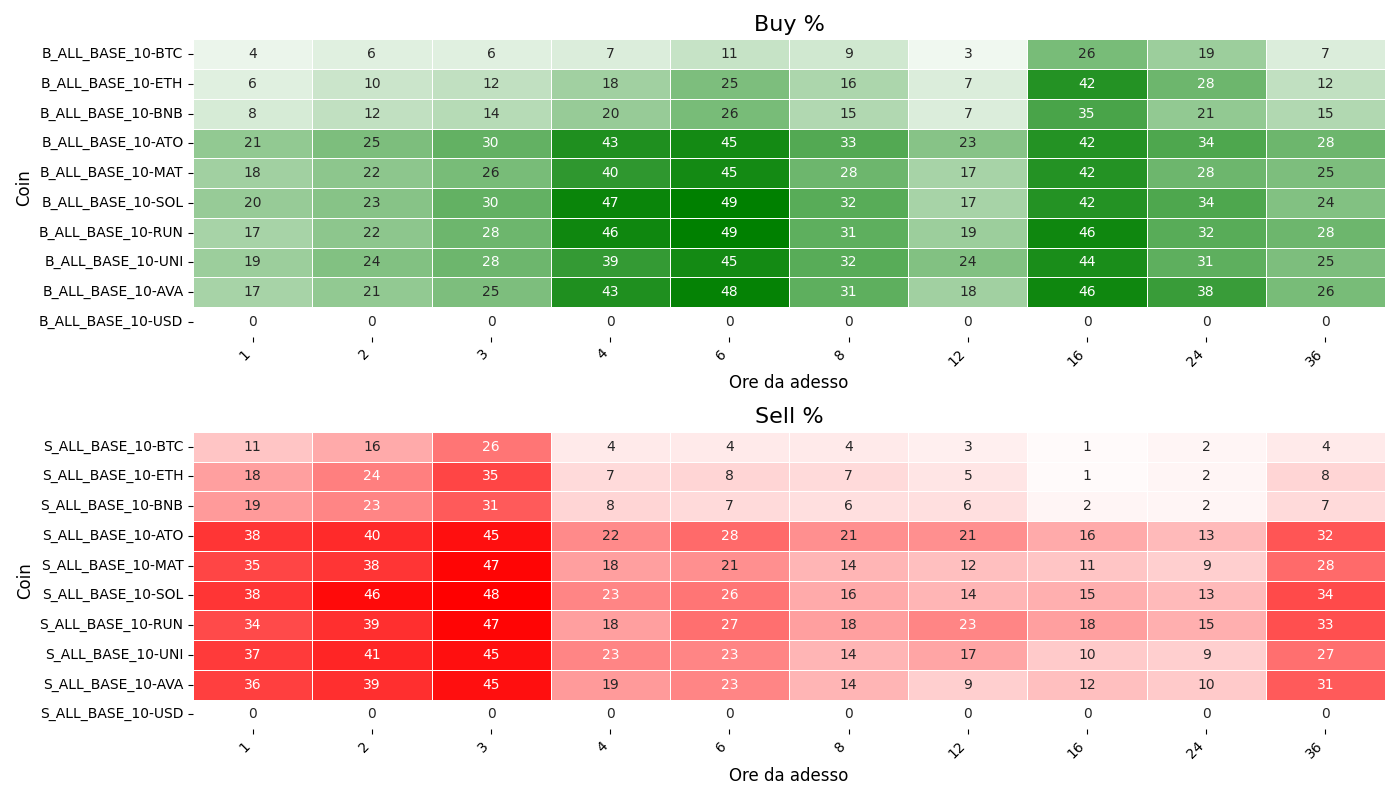 Buy %
Coin
B_ALL_BASE_10-BTC 4 6 6 7 11 9 3 26 19 7
B_ALL_BASE_10-ETH 6 10 12 18 25 16 7 42 28 12
B_ALL_BASE_10-BNB 8 12 14 20 26 15 7 35 21 15
B_ALL_BASE_10-ATO 21 25 30 43 45 33 23 42 34 28
B_ALL_BASE_10-MAT 18 22 26 40 45 28 17 42 28 25
B_ALL_BASE_10-SOL 20 23 30 47 49 32 17 42 34 24
B_ALL_BASE_10-RUN 17 22 28 46 49 31 19 46 32 28
B_ALL_BASE_10-UNI 19 24 28 39 45 32 24 44 31 25
B_ALL_BASE_10-AVA 17 21 25 43 48 31 18 46 38 26
B_ALL_BASE_10-USD 0 0 0 0 0 0 0 0 0 0
1 2 3 4 6 8 12 16 24 36
Ore da adesso
Sell %
Coin
S_ALL_BASE_10-BTC 11 16 26 4 4 4 3 1 2 4
S_ALL_BASE_10-ETH 18 24 35 7 8 7 5 1 2 8
S_ALL_BASE_10-BNB 19 23 31 8 7 6 6 2 2 7
S_ALL_BASE_10-ATO 38 40 45 22 28 21 21 16 13 32
S_ALL_BASE_10-MAT 35 38 47 18 21 14 12 11 9 28
S_ALL_BASE_10-SOL 38 46 48 23 26 16 14 15 13 34
S_ALL_BASE_10-RUN 34 39 47 18 27 18 23 18 15 33
S_ALL_BASE_10-UNI 37 41 45 23 23 14 17 10 9 27
S_ALL_BASE_10-AVA 36 39 45 19 23 14 9 12 10 31
S_ALL_BASE_10-USD 0 0 0 0 0 0 0 0 0 0
1 2 3 4 6 8 12 16 24 36
Ore da adesso